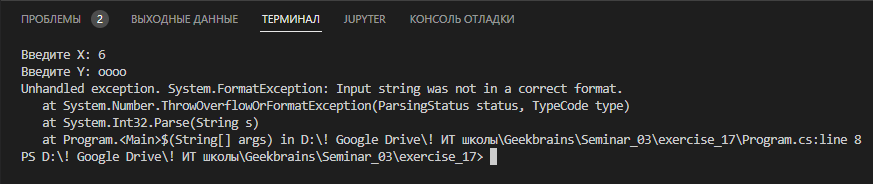 ПРОБЛЕМЫ 2 ВЫХОДНЫЕ ДАННЫЕ ТЕРМИНАЛ JUPYTER КОНСОЛЬ ОТЛАДКИ
Введите X: 6
Введите Y: oooo
Unhandled exception. System.FormatException: Input string was not in a correct format.
   at System.Number.ThrowOverflowOrFormatException(ParsingStatus status, TypeCode type)
   at System.Int32.Parse(String s)
   at Program.<Main>$(String[] args) in D:\! Google Drive\! ИТ школы\Geekbrains\Seminar_03\exercise_17\Program.cs:line 8
PS D:\! Google Drive\! ИТ школы\Geekbrains\Seminar_03\exercise_17>